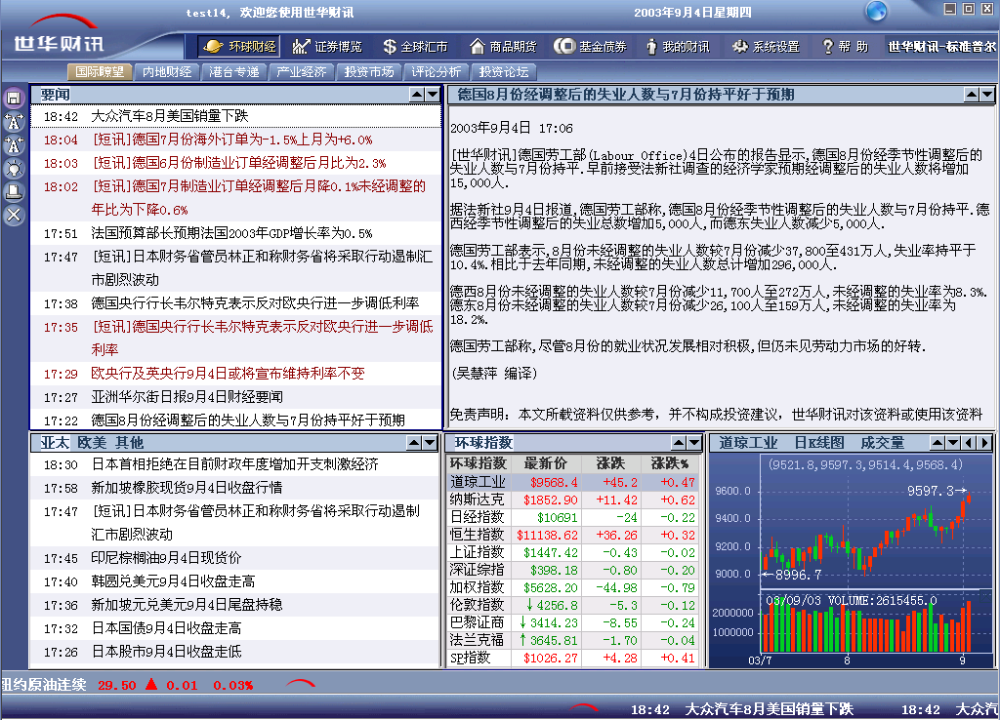 test14, 欢迎您使用世华财讯 2003年9月4日星期四
世华财讯
环球财经 证券博览 全球汇市 商品期货 基金债券 我的财讯 系统设置 帮 助 世华财讯-标准普尔
国际瞭望 内地财经 港台专递 产业经济 投资市场 评论分析 投资论坛
要闻
18:42 大众汽车8月美国销量下跌
18:04 [短讯]德国7月份海外订单为-1.5%上月为+6.0%
18:03 [短讯]德国6月份制造业订单经调整后月比为2.3%
18:02 [短讯]德国7月制造业订单经调整后月降0.1%未经调整的
年比为下降0.6%
17:51 法国预算部长预期法国2003年GDP增长率为0.5%
17:47 [短讯]日本财务省管员林正和称财务省将采取行动遏制汇
市剧烈波动
17:38 德国央行行长韦尔特克表示反对欧央行进一步调低利率
17:35 [短讯]德国央行行长韦尔特克表示反对欧央行进一步调低
利率
17:29 欧央行及英央行9月4日或将宣布维持利率不变
17:27 亚洲华尔街日报9月4日财经要闻
17:22 德国8月份经调整后的失业人数与7月份持平好于预期
德国8月份经调整后的失业人数与7月份持平好于预期
2003年9月4日 17:06
[世华财讯]德国劳工部(Labour Office)4日公布的报告显示,德国8月份经季节性调整后的
失业人数与7月份持平.早前接受法新社调查的经济学家预期经调整后的失业人数将增加
15,000人.
据法新社9月4日报道,德国劳工部称,德国8月份经季节性调整后的失业人数与7月份持平.德
西经季节性调整后的失业总数增加5,000人,而德东失业人数减少5,000人.
德国劳工部表示,8月份未经调整的失业人数较7月份减少37,800至431万人,失业率持平于
10.4%.相比于去年同期,未经调整的失业人数总计增加296,000人.
德西8月份未经调整的失业人数较7月份减少11,700人至272万人,未经调整的失业率为8.3%.
德东8月份未经调整的失业人数较7月份减少26,100人至159万人,未经调整的失业率为
18.2%.
德国劳工部称,尽管8月份的就业状况发展相对积极,但仍未见劳动力市场的好转.
(吴慧萍 编译)
免责声明: 本文所载资料仅供参考, 并不构成投资建议, 世华财讯对该资料或使用该资料
亚太 欧美 其他
18:30 日本首相拒绝在目前财政年度增加开支刺激经济
17:58 新加坡橡胶现货9月4日收盘行情
17:47 [短讯]日本财务省管员林正和称财务省将采取行动遏制
汇市剧烈波动
17:45 印尼棕榈油9月4日现货价
17:40 韩圆兑美元9月4日收盘走高
17:36 新加坡元兑美元9月4日尾盘持稳
17:32 日本国债9月4日收盘走高
17:26 日本股市9月4日收盘走低
环球指数
环球指数 最新价 涨跌 涨跌%
道琼工业 $9568.4 +45.2 +0.47
纳斯达克 $1852.90 +11.42 +0.62
日经指数 $10691 -24 -0.22
恒生指数 $11138.62 +36.26 +0.32
上证指数 $1447.42 -0.43 -0.02
深证综指 $398.18 -0.80 -0.20
加权指数 $5628.20 -44.98 -0.79
伦敦指数 ↓4256.8 -5.3 -0.12
巴黎证商 ↓3414.23 -8.55 -0.24
法兰克福 ↑3645.81 -1.70 -0.04
SP指数 $1026.27 +4.28 +0.41
道琼工业 日K线图 成交量
(9521.8,9597.3,9514.4,9568.4)
9597.3→
9600.0
9400.0
9200.0
9000.0
←8996.7
03/09/03 VOLUME:2615455.0
2000000
1000000
03/7 8 9
纽约原油连续 29.50 ▲ 0.01 0.03%
18:42 大众汽车8月美国销量下跌 18:42 大众汽